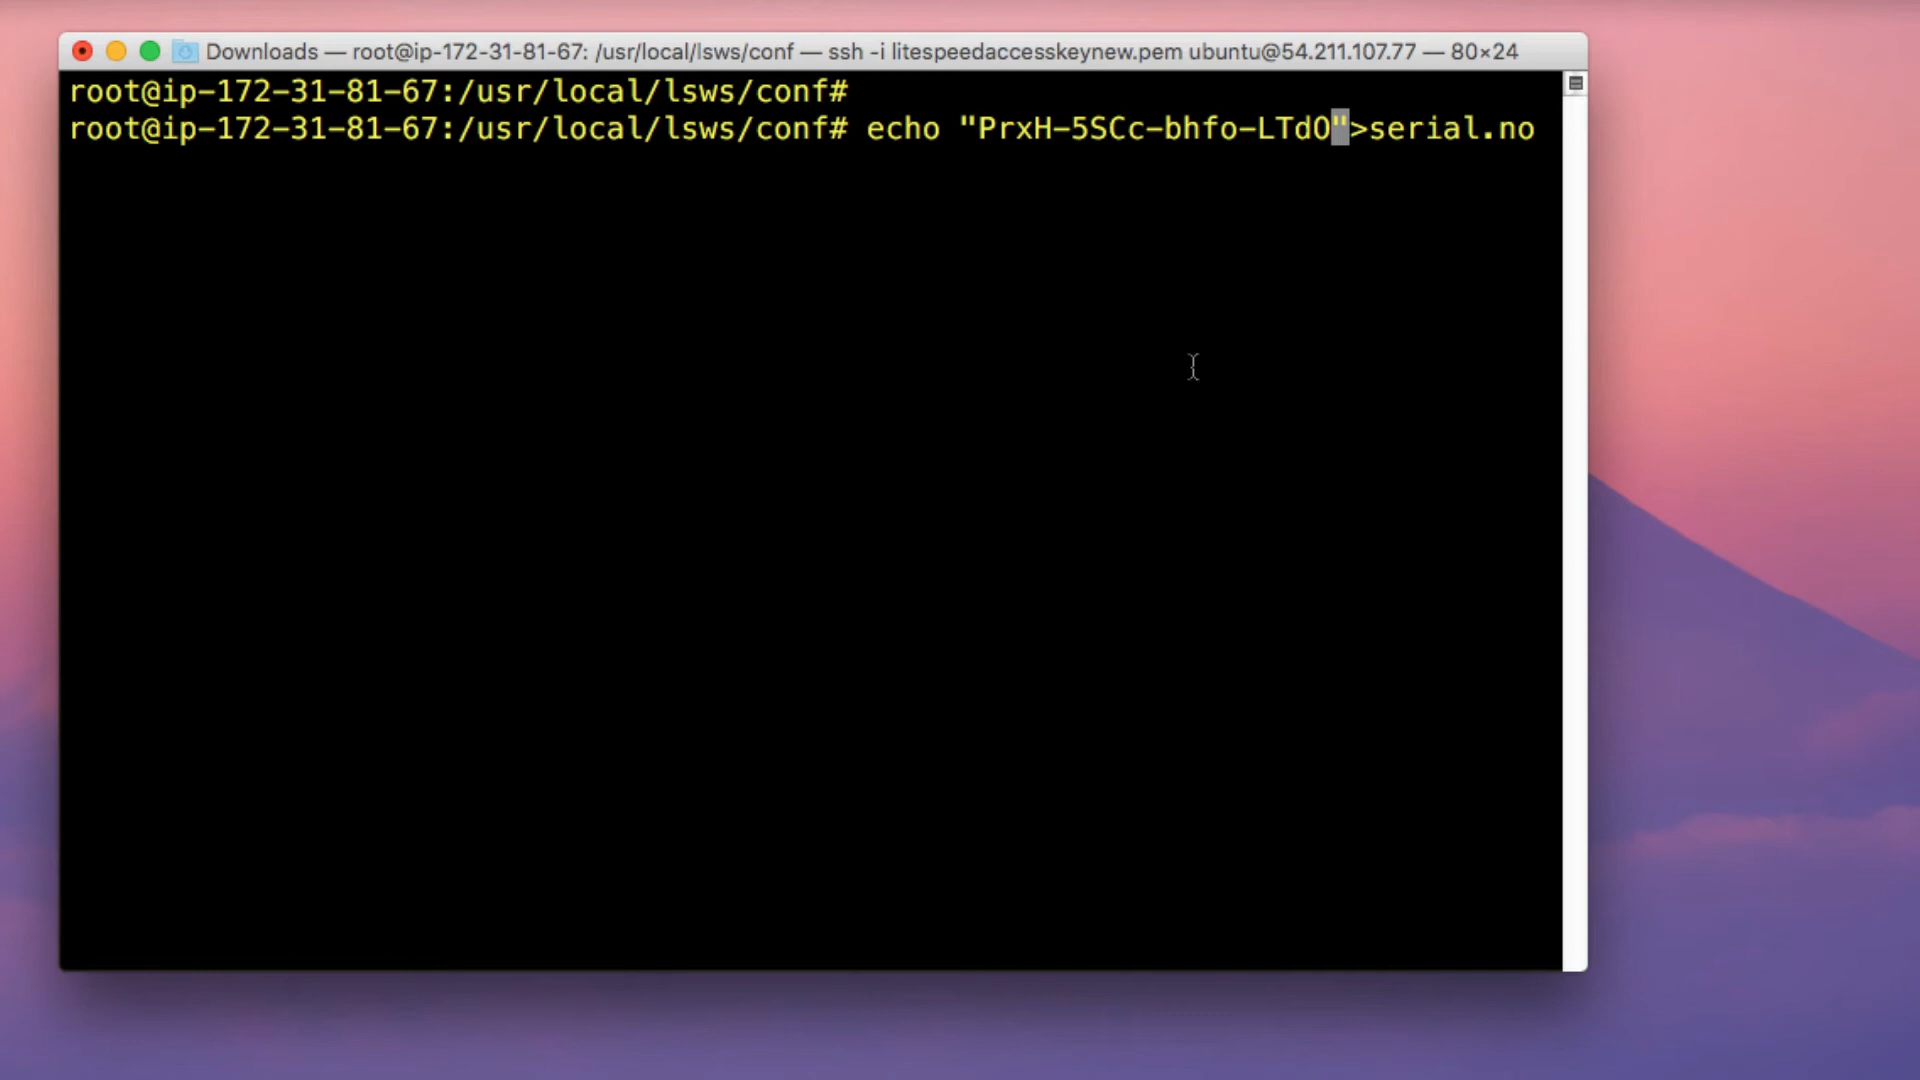 Downloads — root@ip-172-31-81-67: /usr/local/lsws/conf — ssh -i litespeedaccesskeynew.pem ubuntu@54.211.107.77 — 80×24
root@ip-172-31-81-67:/usr/local/lsws/conf#
root@ip-172-31-81-67:/usr/local/lsws/conf# echo "PrxH-5SCc-bhfo-LTdO">serial.no